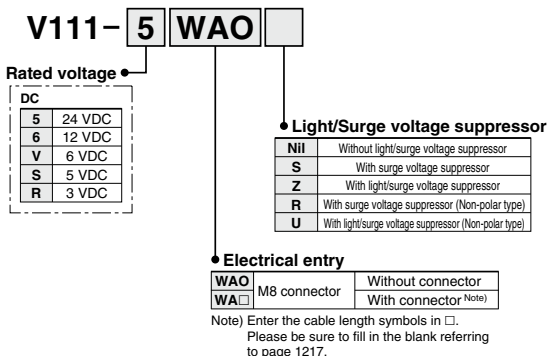 V111– 5 WAO
Rated voltage
DC
5 24 VDC
6 12 VDC
V 6 VDC
S 5 VDC
R 3 VDC
Light/Surge voltage suppressor
Nil Without light/surge voltage suppressor
S With surge voltage suppressor
Z With light/surge voltage suppressor
R With surge voltage suppressor (Non-polar type)
U With light/surge voltage suppressor (Non-polar type)
Electrical entry
WAO M8 connector Without connector
WA□ With connector Note)
Note) Enter the cable length symbols in □.
Please be sure to fill in the blank referring
to page 1217.